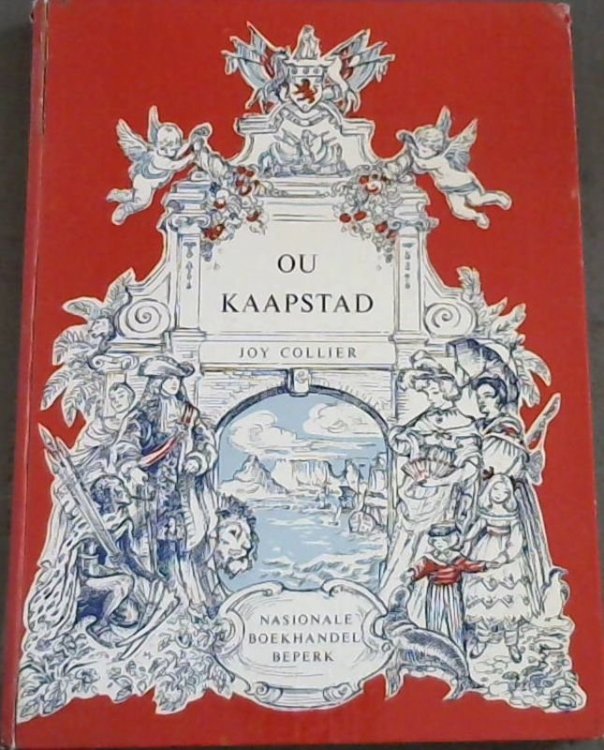 OU
KAAPSTAD
JOY COLLIER
NASIONALE
BOEKHANDEL
BEPERK